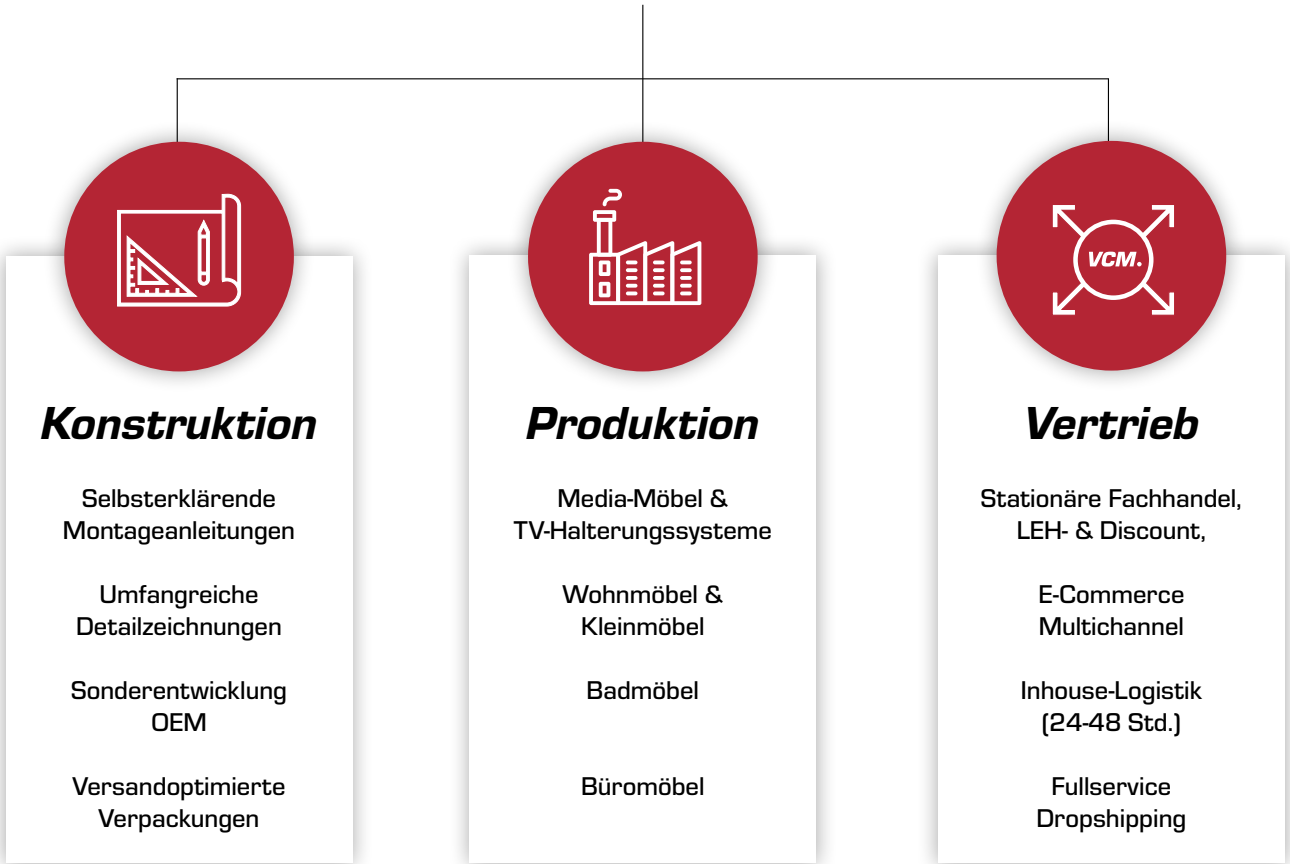 VCM.
Konstruktion
Selbsterklärende
Montageanleitungen
Umfangreiche
Detailzeichnungen
Sonderentwicklung
OEM
Versandoptimierte
Verpackungen
Produktion
Media-Möbel &
TV-Halterungssysteme
Wohnmöbel &
Kleinmöbel
Badmöbel
Büromöbel
Vertrieb
Stationäre Fachhandel,
LEH- & Discount,
E-Commerce
Multichannel
Inhouse-Logistik
(24-48 Std.)
Fullservice
Dropshipping